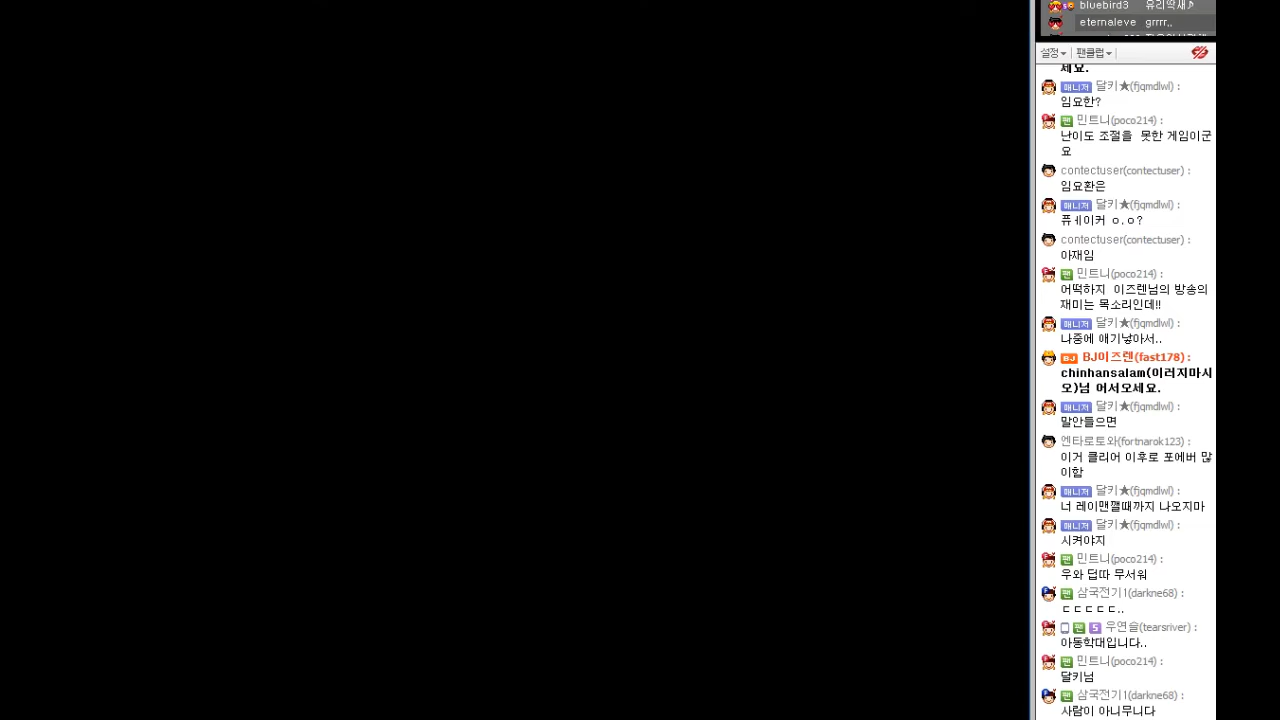 bluebird3 유리딱새♪
eternaleve grrrr,,
설정 팬클럽
세요.
매니저 달키★(fjqmdlwl) :
임요한?
팬 민트니(poco214) :
난이도 조절을 못한 게임이군
요
contectuser(contectuser) :
임요환은
매니저 달키★(fjqmdlwl) :
퓨ㅔ이커 ㅇ.ㅇ?
contectuser(contectuser) :
아재임
팬 민트니(poco214) :
어떡하지 이즈렌님의 방송의
재미는 목소리인데!!
매니저 달키★(fjqmdlwl) :
나중에 애기낳아서..
BJ BJ이즈렌(fast178) :
chinhansalam(이러지마시
오)님 어서오세요.
매니저 달키★(fjqmdlwl) :
말안들으면
엔타로토와(fortnarok123) :
이거 클리어 이후로 포에버 많
이함
매니저 달키★(fjqmdlwl) :
너 레이맨깰때까지 나오지마
매니저 달키★(fjqmdlwl) :
시켜야지
팬 민트니(poco214) :
우와 덥따 무서워
팬 삼국전기1(darkne68) :
ㄷㄷㄷㄷㄷ..
팬 S 우연슬(tearsriver) :
아동학대입니다..
팬 민트니(poco214) :
달키님
팬 삼국전기1(darkne68) :
사람이 아니무니다